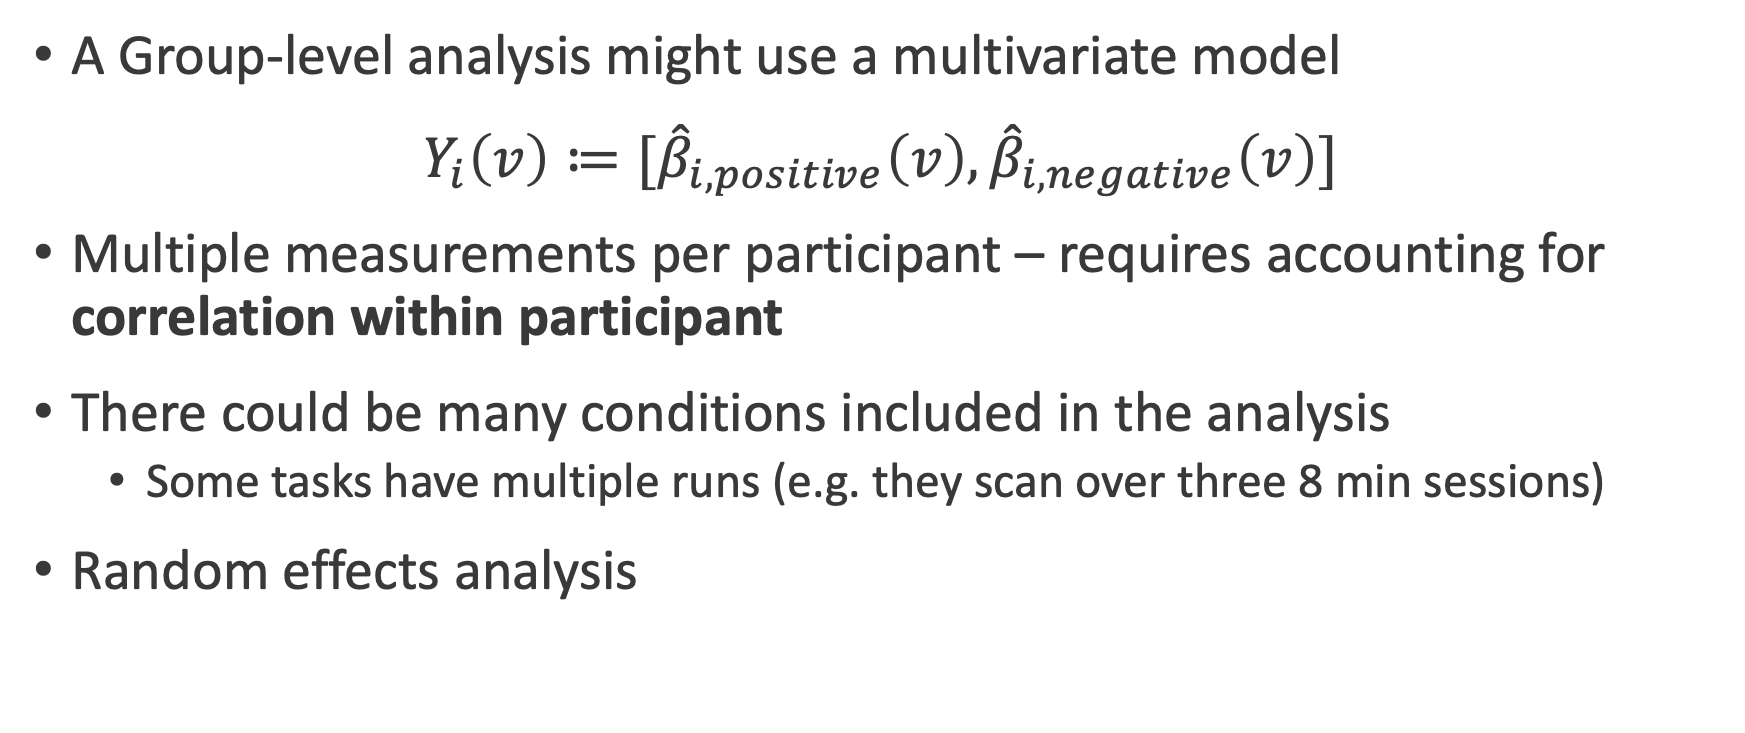 • A Group-level analysis might use a multivariate model
Y_i(v) ≔ [β̂_{i,positive}(v), β̂_{i,negative}(v)]
• Multiple measurements per participant – requires accounting for
correlation within participant
• There could be many conditions included in the analysis
• Some tasks have multiple runs (e.g. they scan over three 8 min sessions)
• Random effects analysis